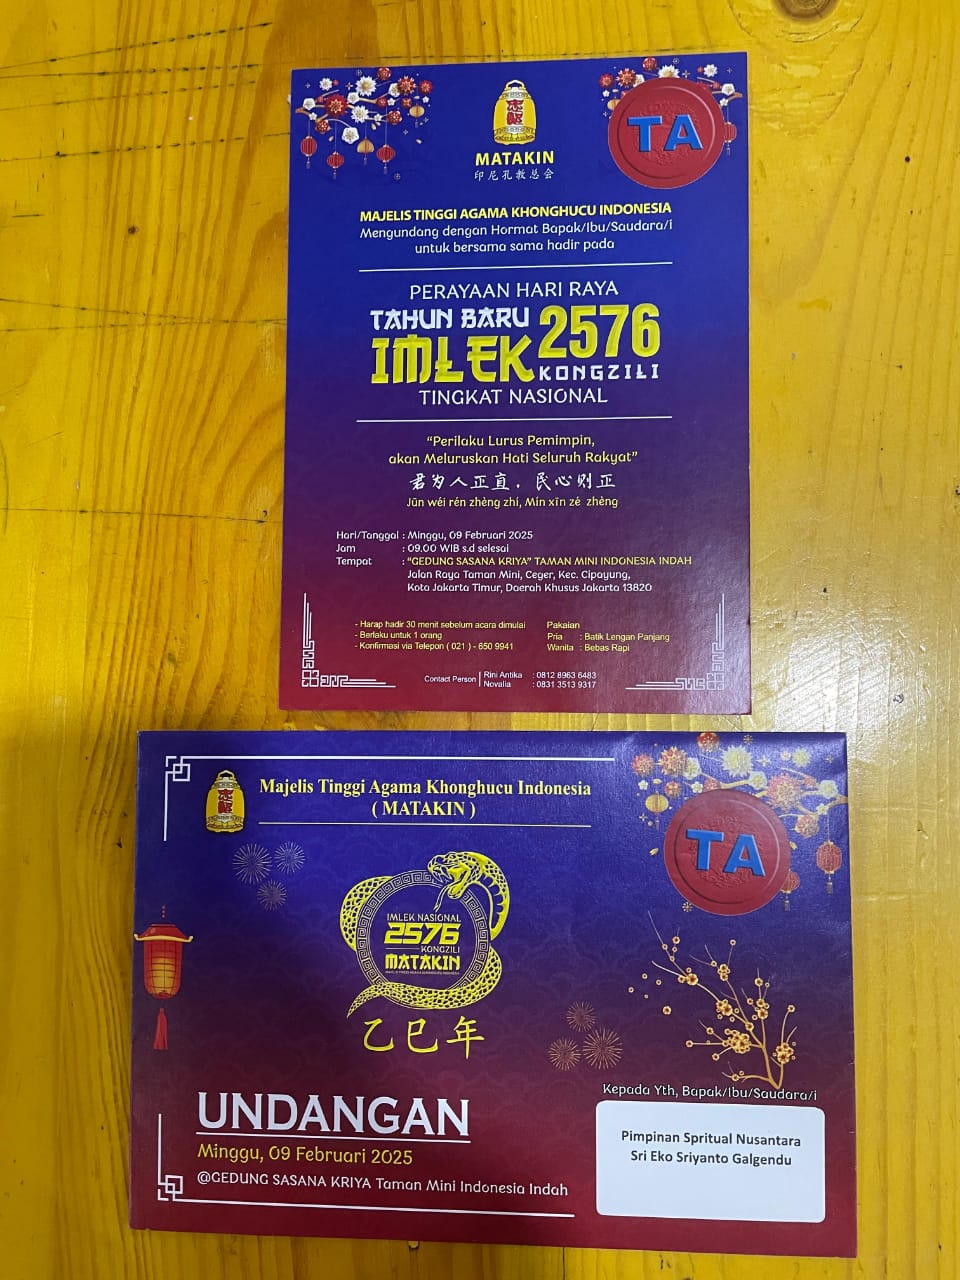 志聖
MATAKIN
印尼孔教总会
TA
MAJELIS TINGGI AGAMA KHONGHUCU INDONESIA
Mengundang dengan Hormat Bapak/Ibu/Saudara/i
untuk bersama sama hadir pada
PERAYAAN HARI RAYA
TAHUN BARU
IMLEK 2576
KONGZILI
TINGKAT NASIONAL
“Perilaku Lurus Pemimpin,
akan Meluruskan Hati Seluruh Rakyat”
君为人正直，民心则正
Jūn wéi rén zhèng zhí, Mín xīn zé zhèng
Hari/Tanggal : Minggu, 09 Februari 2025
Jam : 09.00 WIB s.d selesai
Tempat : “GEDUNG SASANA KRIYA” TAMAN MINI INDONESIA INDAH
Jalan Raya Taman Mini, Ceger, Kec. Cipayung,
Kota Jakarta Timur, Daerah Khusus Jakarta 13820
- Harap hadir 30 menit sebelum acara dimulai
- Berlaku untuk 1 orang
- Konfirmasi via Telepon ( 021 ) - 650 9941
Pakaian
Pria : Batik Lengan Panjang
Wanita : Bebas Rapi
Contact Person
Rini Antika : 0812 8963 6483
Novalia : 0831 3513 9317
Majelis Tinggi Agama Khonghucu Indonesia
( MATAKIN )
TA
IMLEK NASIONAL
2576
KONGZILI
MATAKIN
MAJELIS TINGGI AGAMA KHONGHUCU INDONESIA
乙巳年
UNDANGAN
Minggu, 09 Februari 2025
@GEDUNG SASANA KRIYA Taman Mini Indonesia Indah
Kepada Yth, Bapak/Ibu/Saudara/i
Pimpinan Spritual Nusantara
Sri Eko Sriyanto Galgendu